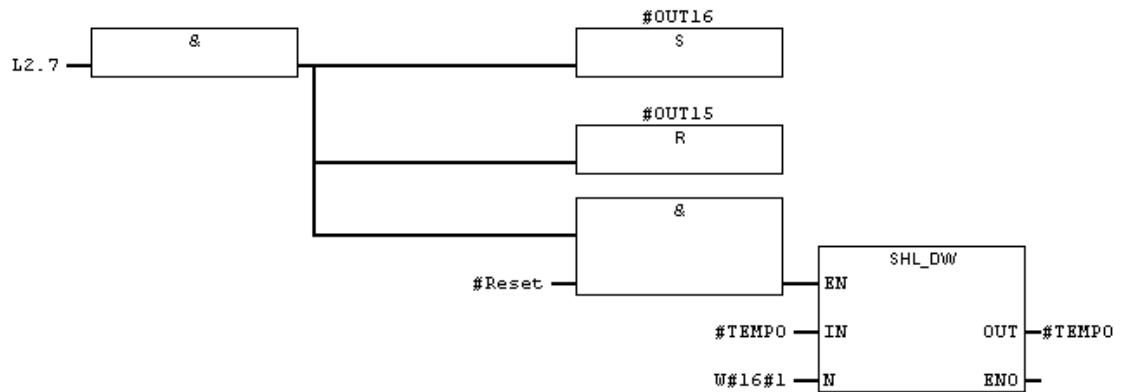 #OUT16
& S
L2.7
#OUT15
R
&
SHL_DW
#Reset EN
#TEMPO IN OUT #TEMPO
W#16#1 N ENO